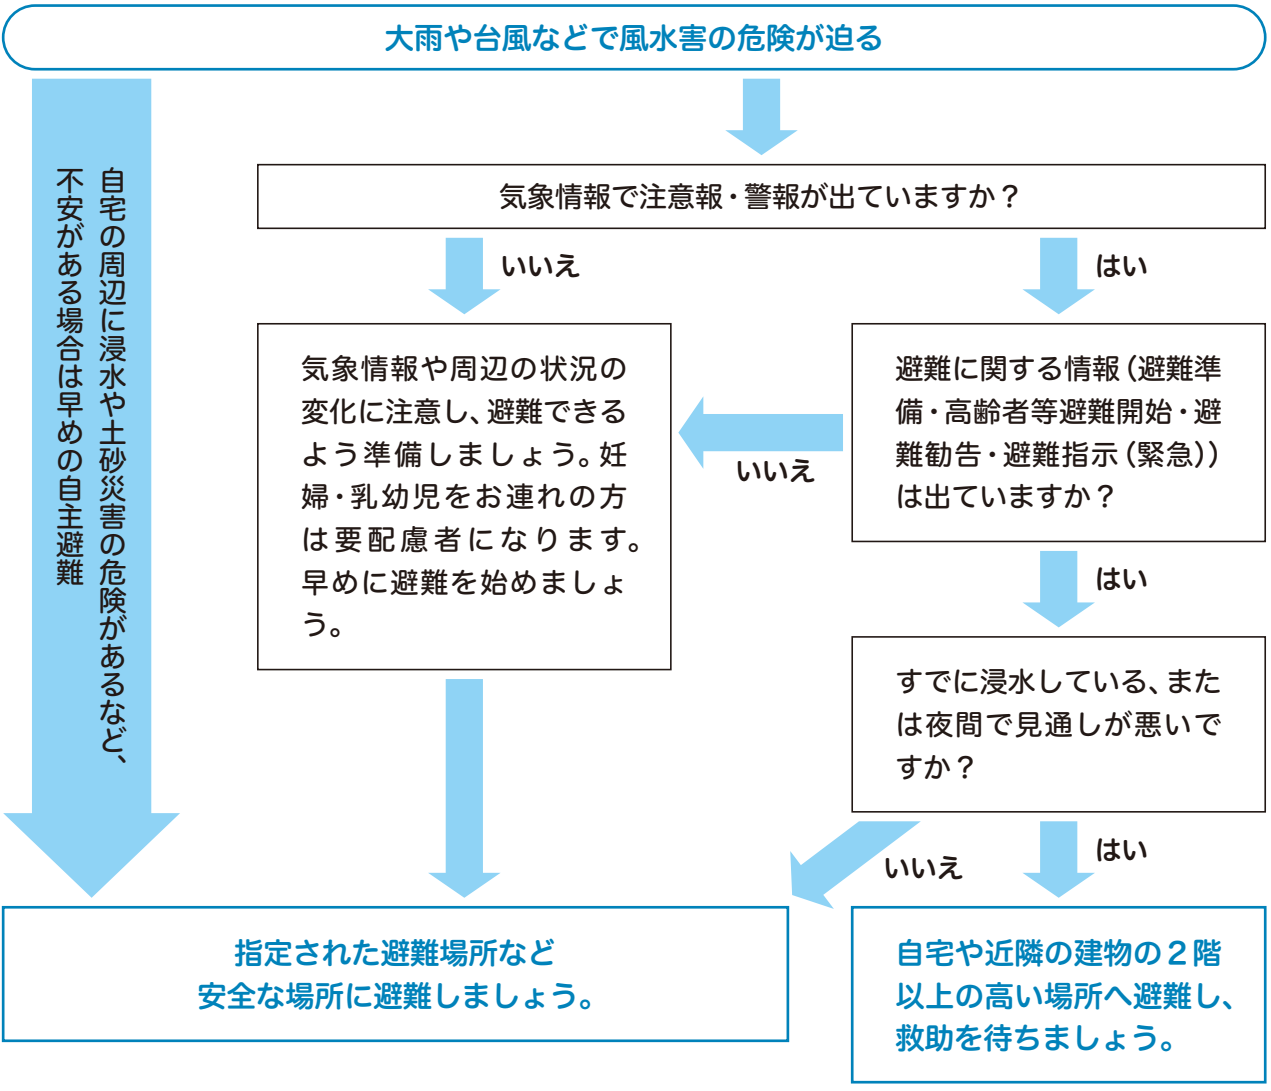 大雨や台風などで風水害の危険が迫る
自宅の周辺に浸水や土砂災害の危険があるなど、
不安がある場合は早めの自主避難
気象情報で注意報・警報が出ていますか？
いいえ
はい
気象情報や周辺の状況の
変化に注意し、避難できる
よう準備しましょう。妊
婦・乳幼児をお連れの方
は要配慮者になります。
早めに避難を始めましょ
う。
避難に関する情報（避難準
備・高齢者等避難開始・避
難勧告・避難指示（緊急））
は出ていますか？
いいえ
はい
すでに浸水している、また
は夜間で見通しが悪いで
すか？
いいえ
はい
指定された避難場所など
安全な場所に避難しましょう。
自宅や近隣の建物の２階
以上の高い場所へ避難し、
救助を待ちましょう。